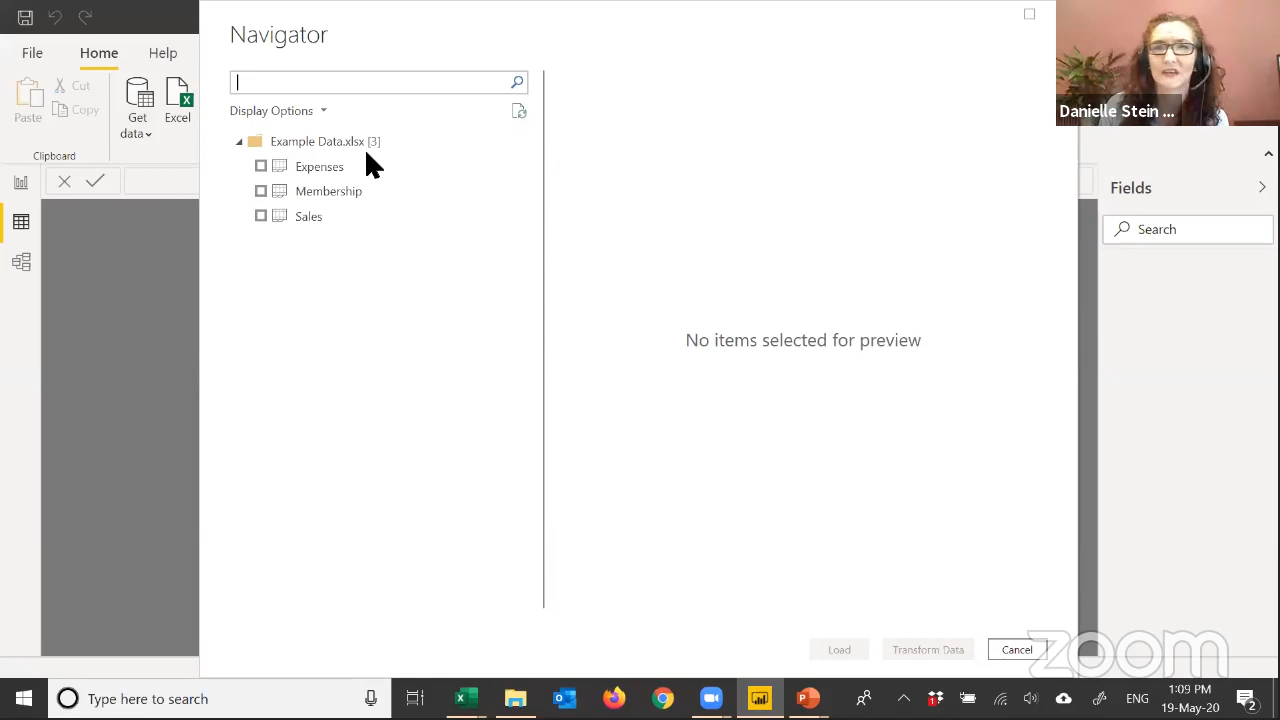 Navigator
File
Home
Help
Paste
Cut
Copy
Get data
Excel
Clipboard
Display Options
Example Data.xlsx [3]
Expenses
Membership
Sales
No items selected for preview
Load
Transform Data
Cancel
Danielle Stein ...
Fields
Search
zoom
Type here to search
1
ENG
1:09 PM
19-May-20
2